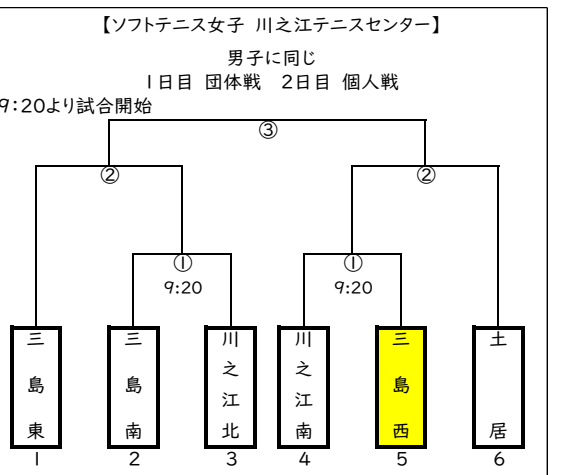 【ソフトテニス女子 川之江テニスセンター】
男子に同じ
1日目 団体戦 2日目 個人戦
9:20より試合開始
③
②
②
①
①
9:20
9:20
三島東
三島南
川之江北
川之江南
三島西
土居
1
2
3
4
5
6